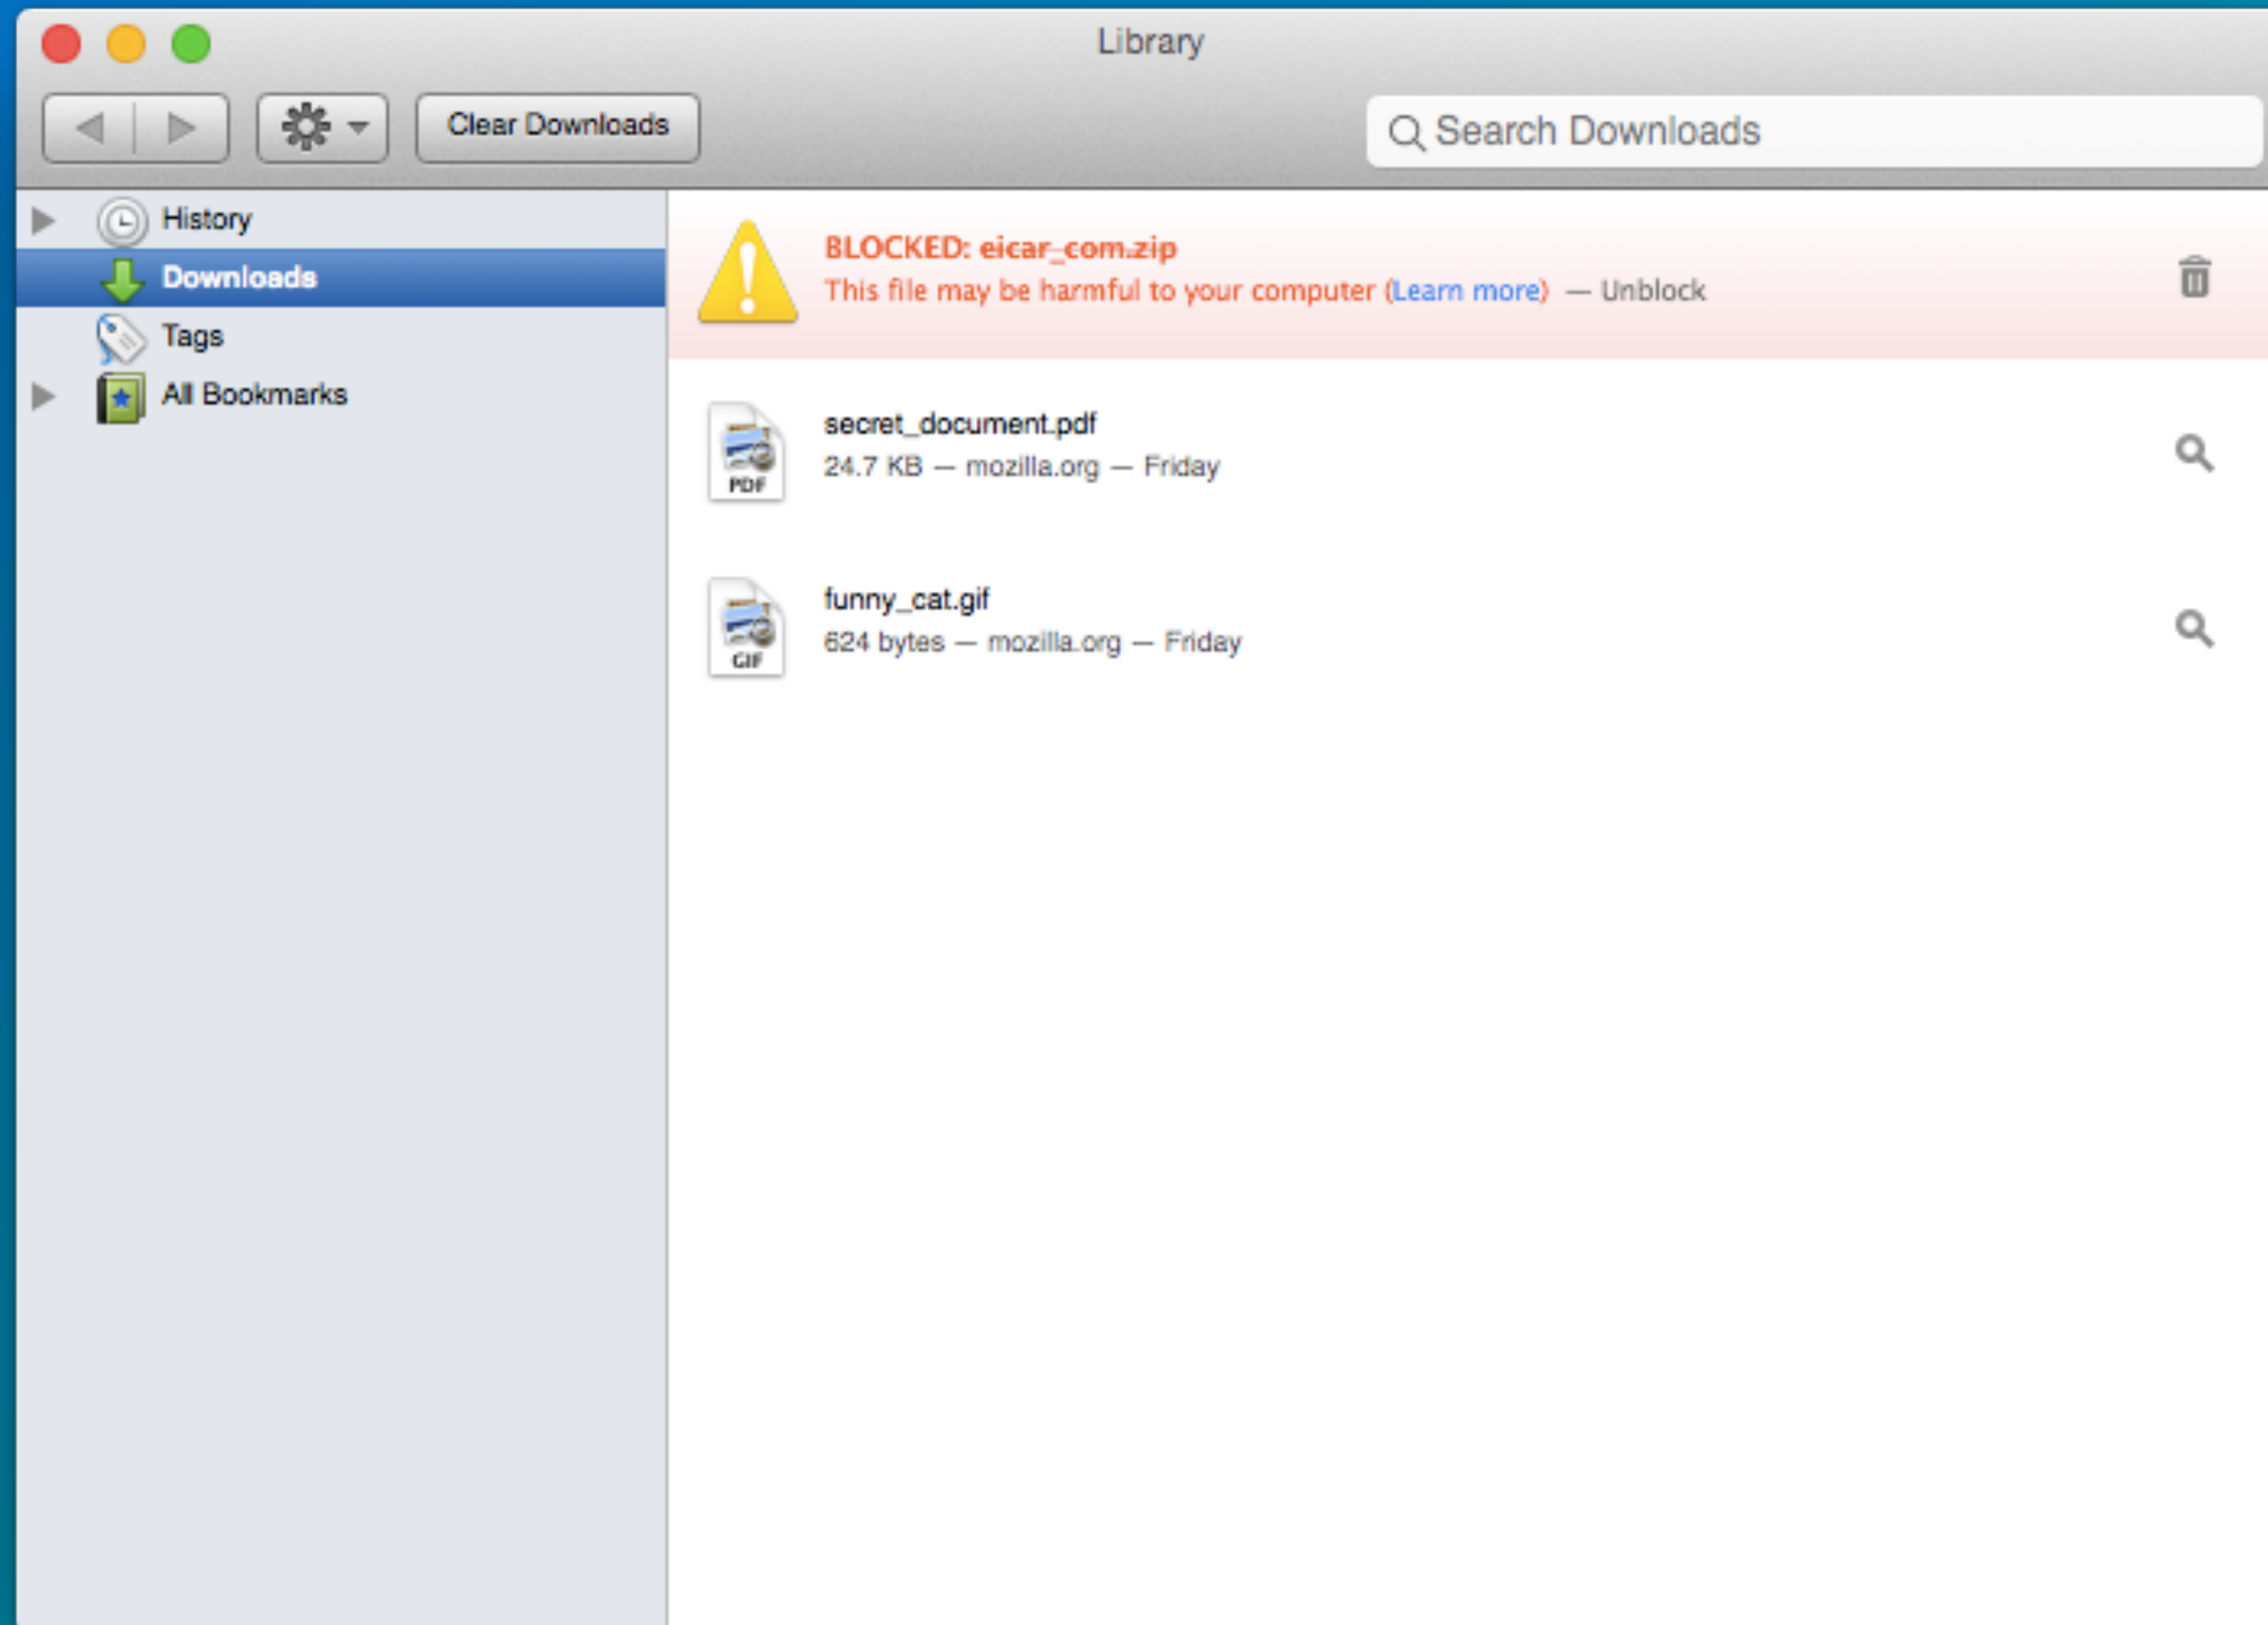 Library
Clear Downloads
Search Downloads
History
Downloads
Tags
All Bookmarks
BLOCKED: eicar_com.zip
This file may be harmful to your computer (Learn more) — Unblock
PDF
secret_document.pdf
24.7 KB — mozilla.org — Friday
GIF
funny_cat.gif
624 bytes — mozilla.org — Friday